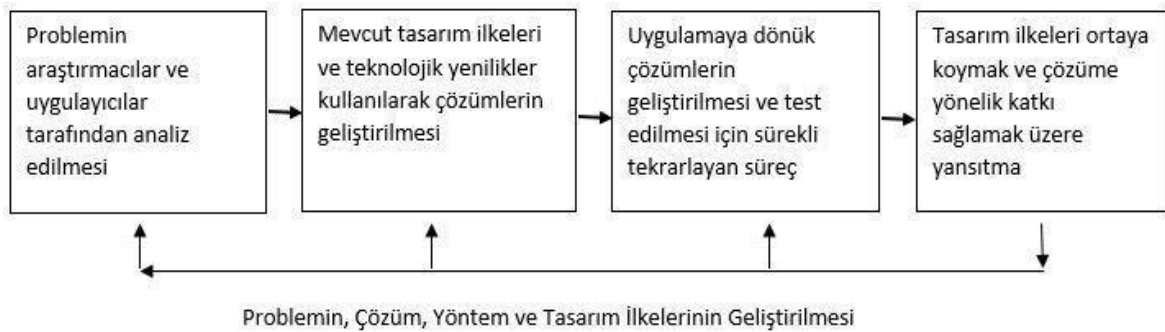 Problemin
araştırmacılar ve
uygulayıcılar
tarafından analiz
edilmesi
Mevcut tasarım ilkeleri
ve teknolojik yenilikler
kullanılarak çözümlerin
geliştirilmesi
Uygulamaya dönük
çözümlerin
geliştirilmesi ve test
edilmesi için sürekli
tekrarlayan süreç
Tasarım ilkeleri ortaya
koymak ve çözüme
yönelik katkı
sağlamak üzere
yansıtma
Problemin, Çözüm, Yöntem ve Tasarım İlkelerinin Geliştirilmesi